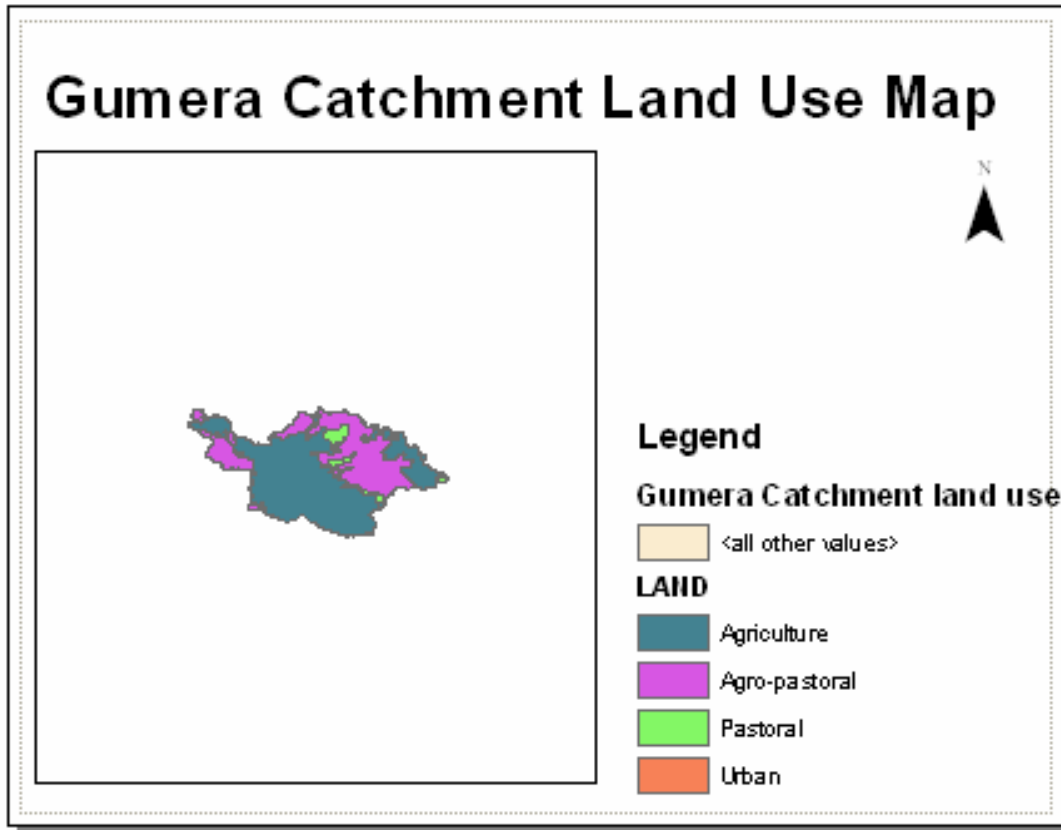 Gumera Catchment Land Use Map
N
Legend
Gumera Catchment land use
<all other values>
LAND
Agriculture
Agro-pastoral
Pastoral
Urban